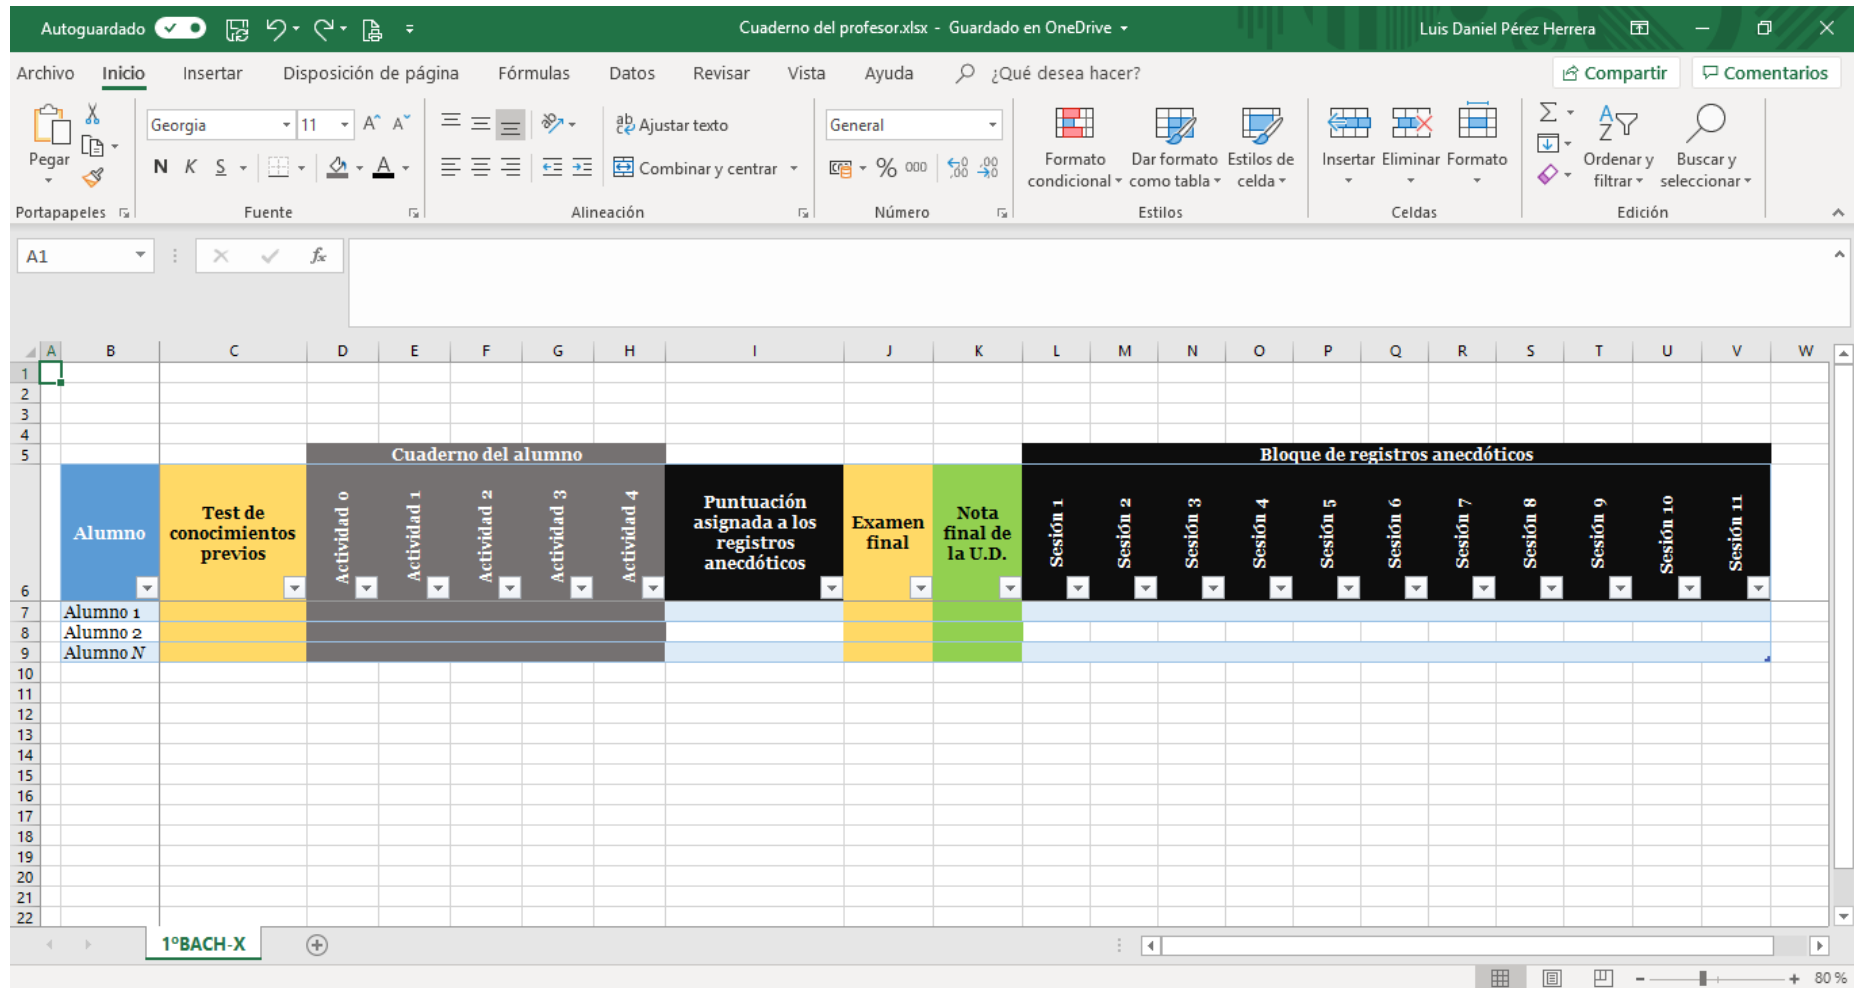 Autoguardado
Cuaderno del profesor.xlsx - Guardado en OneDrive
Luis Daniel Pérez Herrera
Archivo Inicio Insertar Disposición de página Fórmulas Datos Revisar Vista Ayuda ¿Qué desea hacer? Compartir Comentarios
Georgia 11 A A ab Ajustar texto General
Pegar N K S A Combinar y centrar % 000
Formato condicional Dar formato como tabla Estilos de celda
Insertar Eliminar Formato
Ordenar y filtrar Buscar y seleccionar
Portapapeles Fuente Alineación Número Estilos Celdas Edición
A1 fx
A B C D E F G H I J K L M N O P Q R S T U V W
1
2
3
4
5 Cuaderno del alumno Bloque de registros anecdóticos
6
Alumno
Test de
conocimientos
previos
Actividad 0
Actividad 1
Actividad 2
Actividad 3
Actividad 4
Puntuación
asignada a los
registros
anecdóticos
Examen
final
Nota
final de
la U.D.
Sesión 1
Sesión 2
Sesión 3
Sesión 4
Sesión 5
Sesión 6
Sesión 7
Sesión 8
Sesión 9
Sesión 10
Sesión 11
7 Alumno 1
8 Alumno 2
9 Alumno N
10
11
12
13
14
15
16
17
18
19
20
21
22
1ºBACH-X
80 %